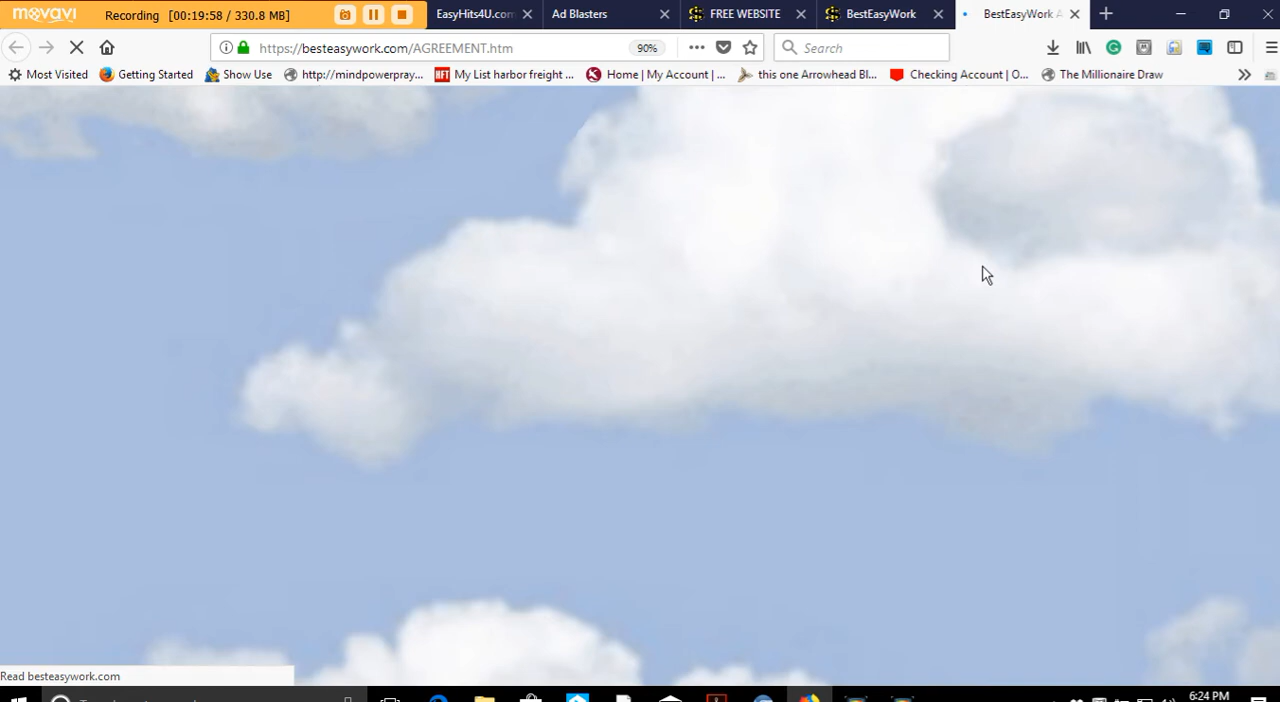 movavi Recording [00:19:58 / 330.8 MB] EasyHits4U.com Ad Blasters FREE WEBSITE BestEasyWork BestEasyWork A
https://besteasywork.com/AGREEMENT.htm 90% Search
Most Visited Getting Started Show Use http://mindpowerpray... HFT My List harbor freight ... Home | My Account | ... this one Arrowhead Bl... Checking Account | O... The Millionaire Draw
Read besteasywork.com
6:24 PM